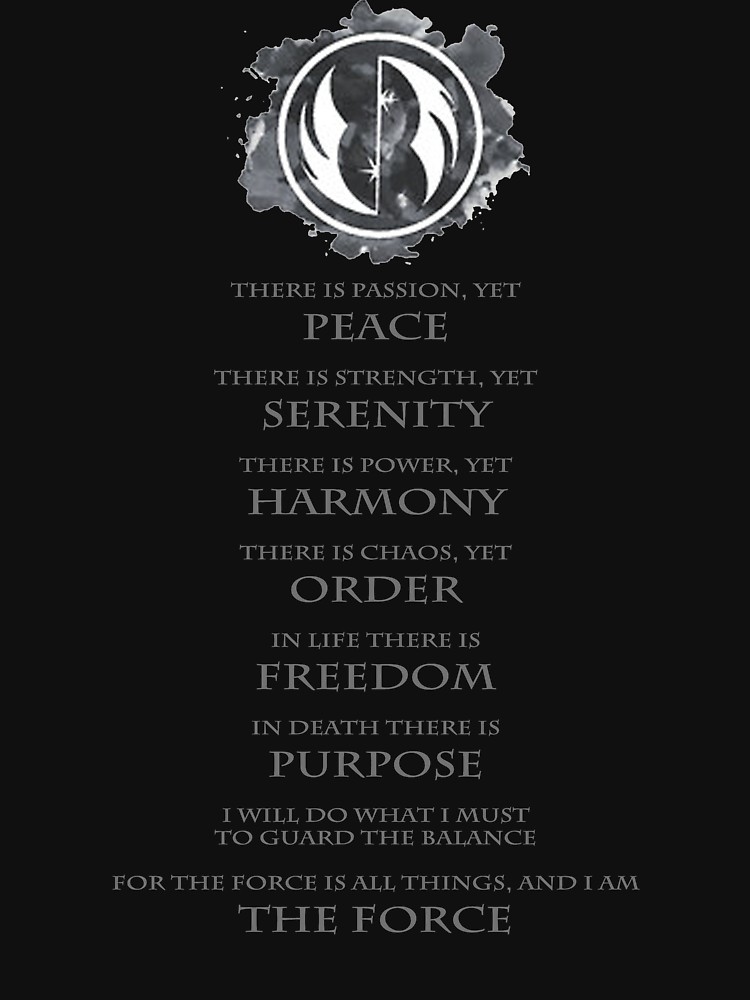 THERE IS PASSION, YET
PEACE
THERE IS STRENGTH, YET
SERENITY
THERE IS POWER, YET
HARMONY
THERE IS CHAOS, YET
ORDER
IN LIFE THERE IS
FREEDOM
IN DEATH THERE IS
PURPOSE
I WILL DO WHAT I MUST
TO GUARD THE BALANCE
FOR THE FORCE IS ALL THINGS, AND I AM
THE FORCE